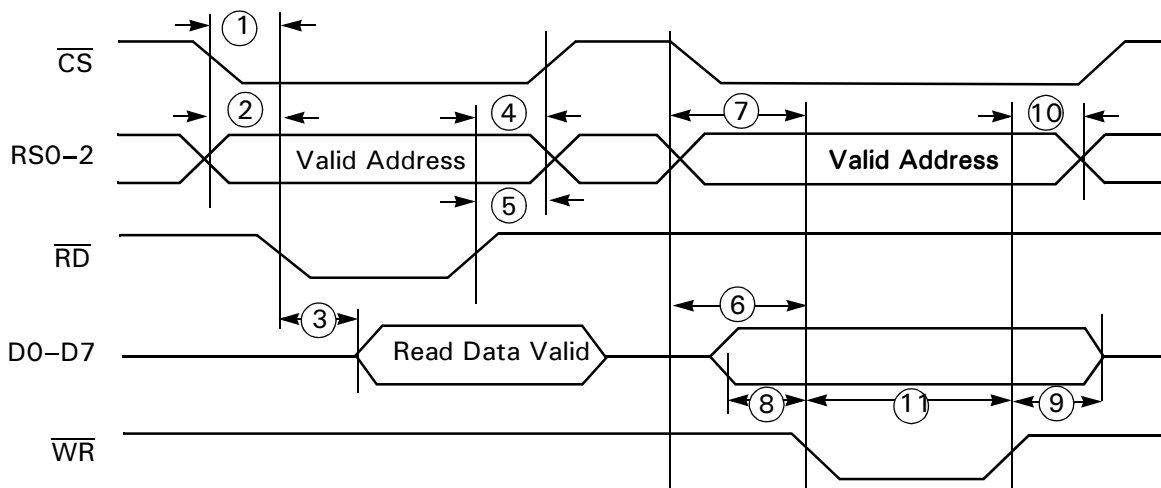 1
CS
2
4
7
10
RS0–2
Valid Address
Valid Address
5
RD
6
3
D0–D7
Read Data Valid
8
11
9
WR